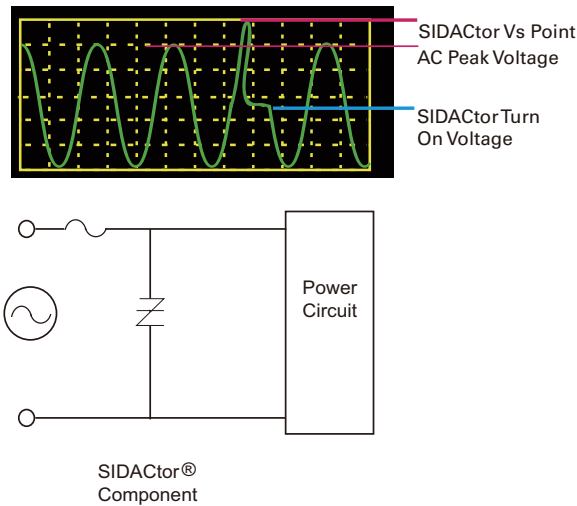 SIDACtor Vs Point
AC Peak Voltage
SIDACtor Turn
On Voltage
Power
Circuit
SIDACtor®
Component